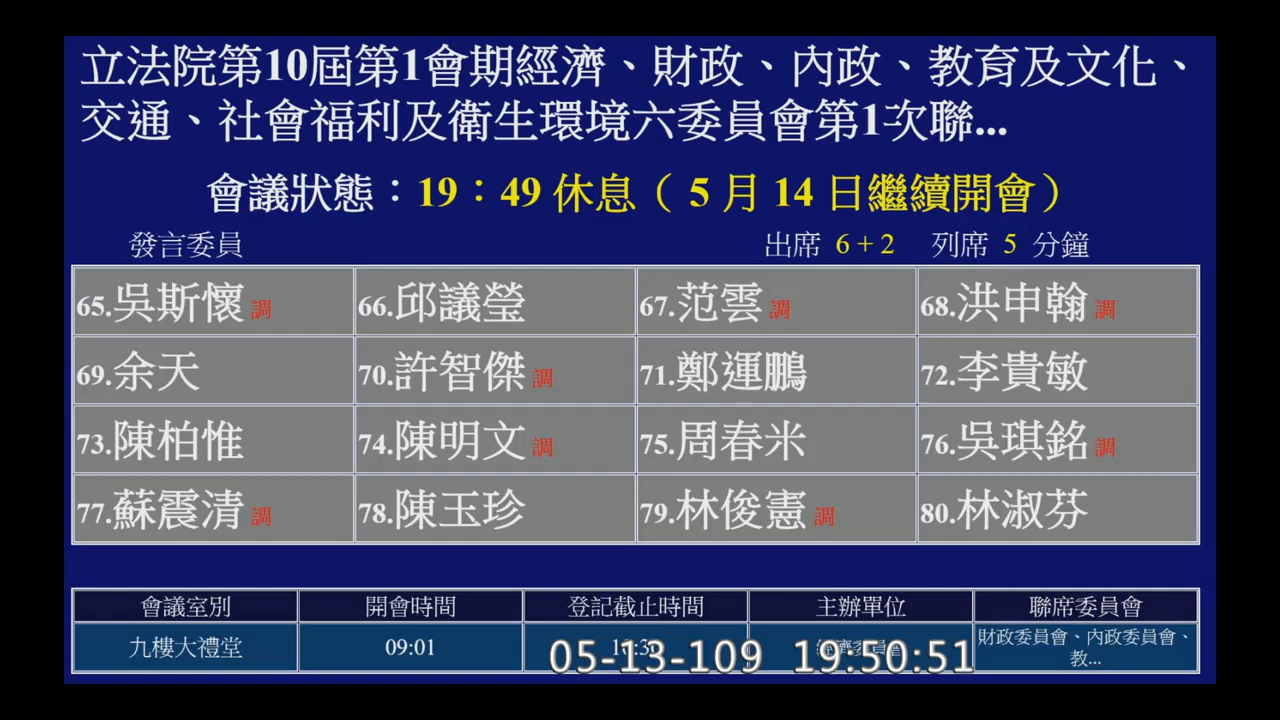 立法院第10屆第1會期經濟、財政、內政、教育及文化、
交通、社會福利及衛生環境六委員會第1次聯...
會議狀態：19：49休息（5月14日繼續開會）
發言委員 出席 6+2 列席 5 分鐘
65.吳斯懷調 66.邱議瑩 67.范雲調 68.洪申翰調
69.余天 70.許智傑調 71.鄭運鵬 72.李貴敏
73.陳柏惟 74.陳明文調 75.周春米 76.吳琪銘調
77.蘇震清調 78.陳玉珍 79.林俊憲調 80.林淑芬
會議室別 開會時間 登記截止時間 主辦單位 聯席委員會
九樓大禮堂 09:01 財政委員會、內政委員會、
教...
05-13-109 19:50:51